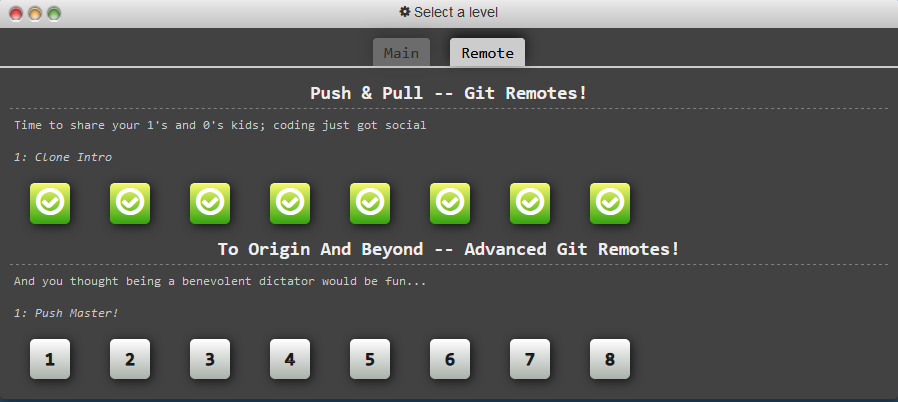 Select a level
Main Remote
Push & Pull -- Git Remotes!
Time to share your 1's and 0's kids; coding just got social
1: Clone Intro
To Origin And Beyond -- Advanced Git Remotes!
And you thought being a benevolent dictator would be fun...
1: Push Master!
1 2 3 4 5 6 7 8